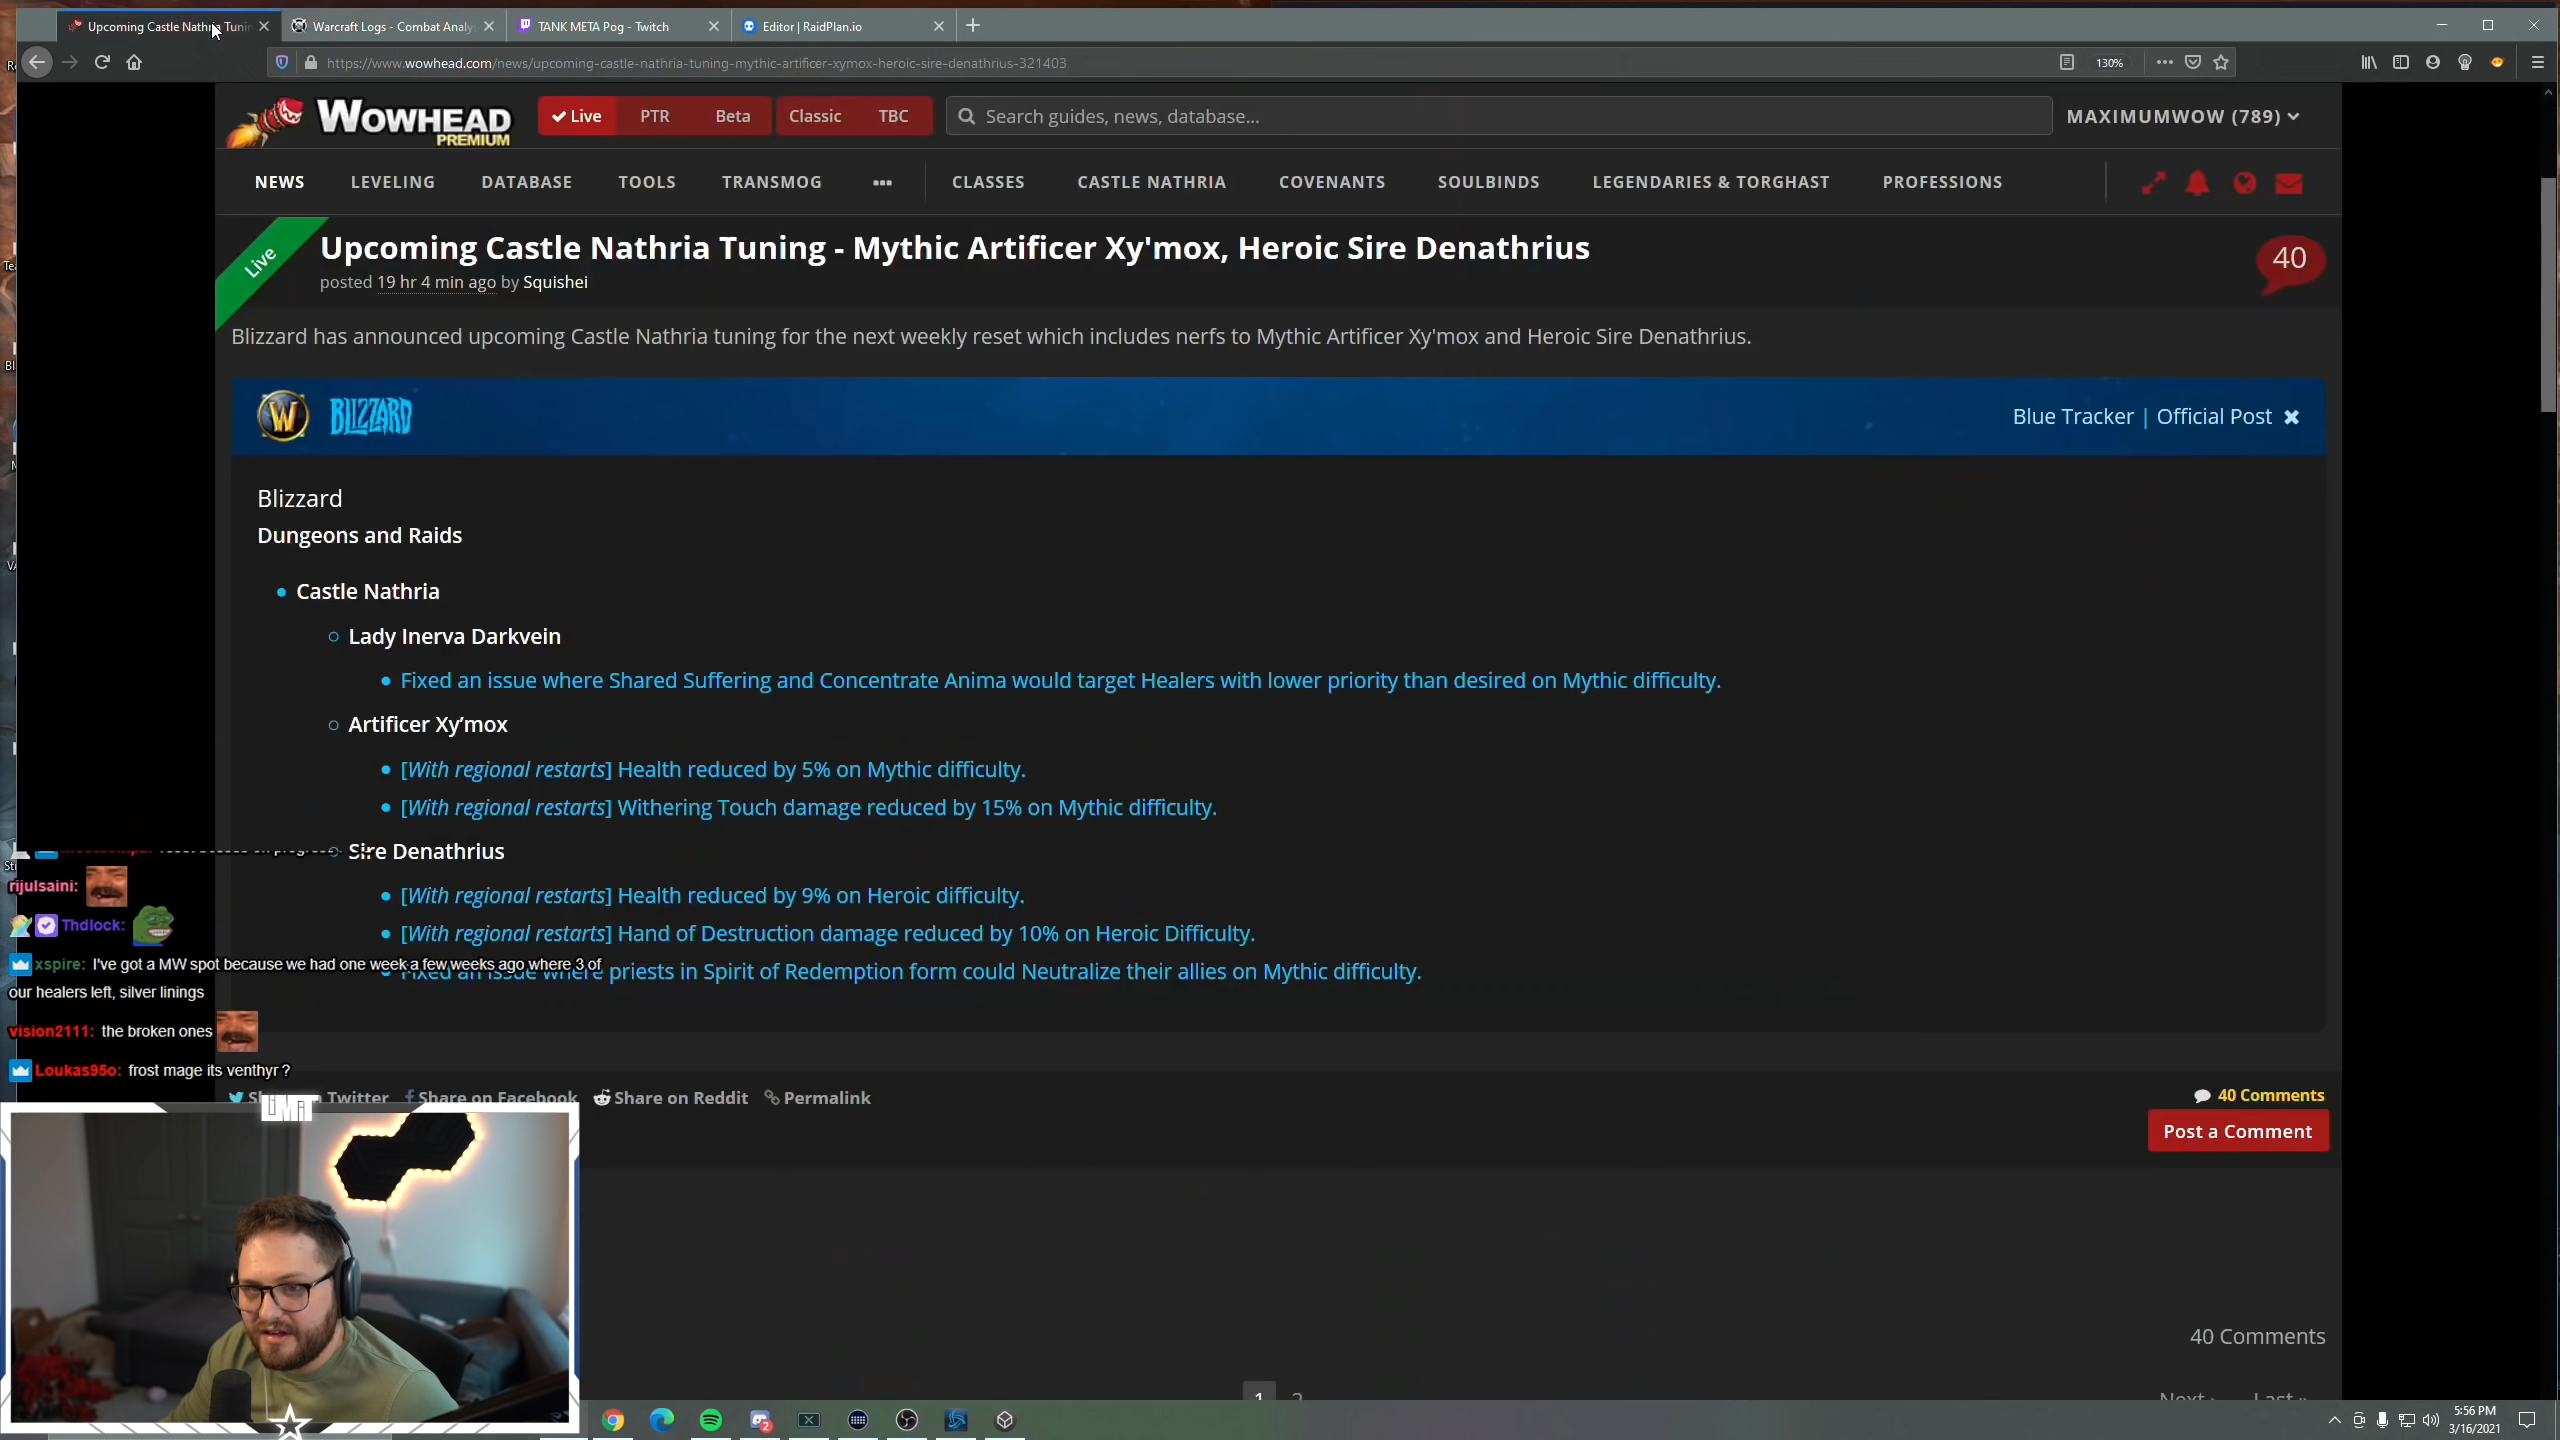 Upcoming Castle Nathria Tunin
Warcraft Logs - Combat Analy
TANK META Pog - Twitch
Editor | RaidPlan.io
https://www.wowhead.com/news/upcoming-castle-nathria-tuning-mythic-artificer-xymox-heroic-sire-denathrius-321403
130%
WOWHEAD PREMIUM
Live
PTR
Beta
Classic
TBC
Search guides, news, database...
MAXIMUMWOW (789)
NEWS
LEVELING
DATABASE
TOOLS
TRANSMOG
CLASSES
CASTLE NATHRIA
COVENANTS
SOULBINDS
LEGENDARIES & TORGHAST
PROFESSIONS
Live
Upcoming Castle Nathria Tuning - Mythic Artificer Xy'mox, Heroic Sire Denathrius
40
posted 19 hr 4 min ago by Squishei
Blizzard has announced upcoming Castle Nathria tuning for the next weekly reset which includes nerfs to Mythic Artificer Xy'mox and Heroic Sire Denathrius.
W BLIZZARD
Blue Tracker | Official Post
Blizzard
Dungeons and Raids
Castle Nathria
Lady Inerva Darkvein
Fixed an issue where Shared Suffering and Concentrate Anima would target Healers with lower priority than desired on Mythic difficulty.
Artificer Xy’mox
[With regional restarts] Health reduced by 5% on Mythic difficulty.
[With regional restarts] Withering Touch damage reduced by 15% on Mythic difficulty.
Sire Denathrius
[With regional restarts] Health reduced by 9% on Heroic difficulty.
[With regional restarts] Hand of Destruction damage reduced by 10% on Heroic Difficulty.
Fixed an issue where priests in Spirit of Redemption form could Neutralize their allies on Mythic difficulty.
rijulsaini:
Thdlock:
xspire: I've got a MW spot because we had one week a few weeks ago where 3 of
our healers left, silver linings
vision2111: the broken ones
Loukas95o: frost mage its venthyr ?
Twitter
Share on Facebook
Share on Reddit
Permalink
40 Comments
Post a Comment
LIMIT
40 Comments
1
2
Next
Last »
2
5:56 PM
3/16/2021